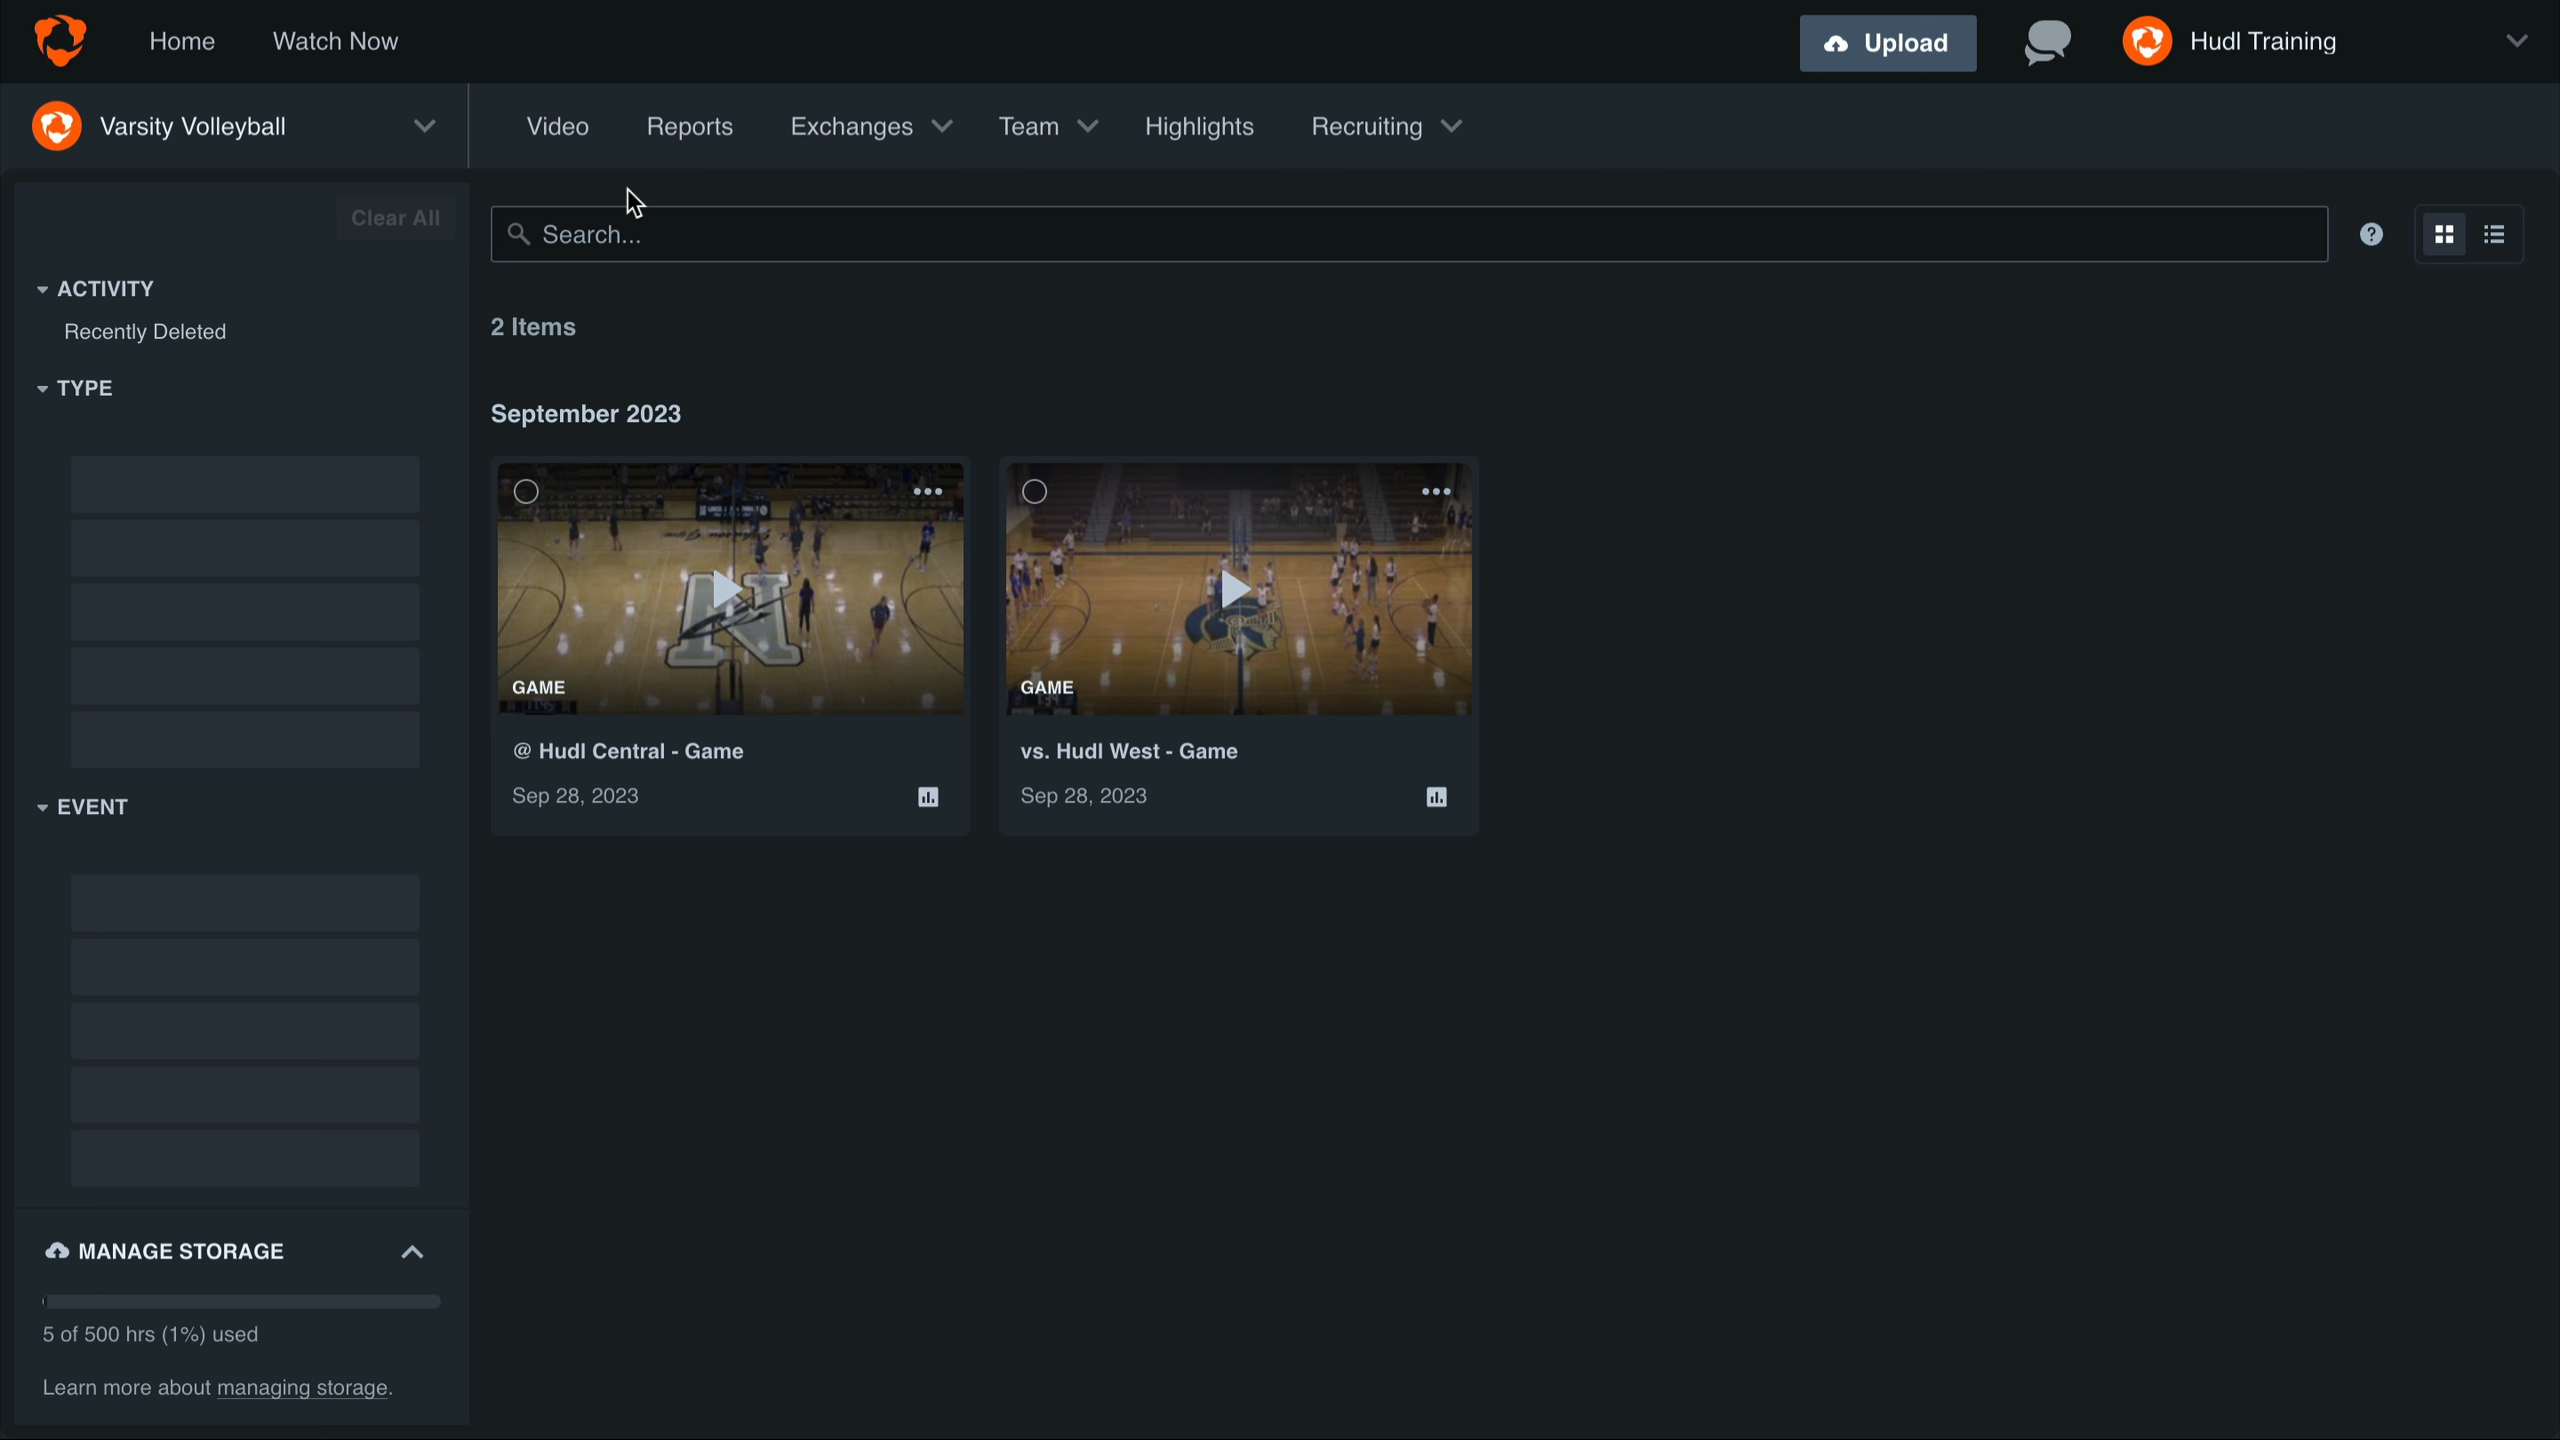 Home
Watch Now
Upload
Hudl Training
Varsity Volleyball
Video
Reports
Exchanges
Team
Highlights
Recruiting
Clear All
ACTIVITY
Recently Deleted
TYPE
EVENT
MANAGE STORAGE
5 of 500 hrs (1%) used
Learn more about managing storage.
Search...
2 Items
September 2023
N
GAME
@ Hudl Central - Game
Sep 28, 2023
GAME
vs. Hudl West - Game
Sep 28, 2023